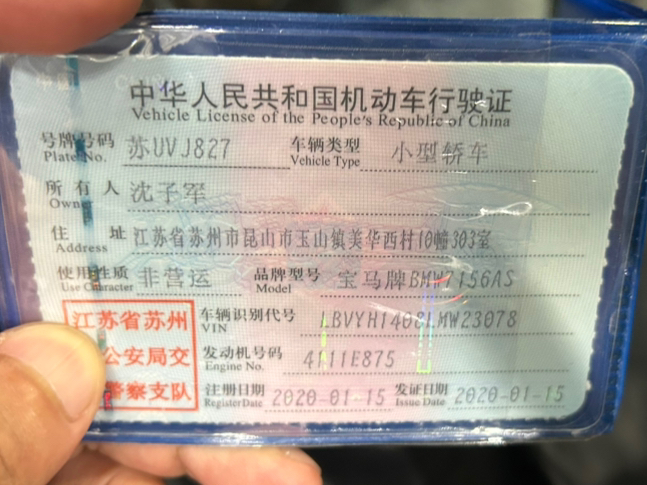 中华人民共和国机动车行驶证
Vehicle License of the People's Republic of China
号牌号码 苏UVJ827 车辆类型 小型轿车
Plate No. Vehicle Type
所有人 沈子军
Owner
住址 江苏省苏州市昆山市玉山镇美华西村10幢303室
Address
使用性质 非营运 品牌型号 宝马牌BMW7156AS
Use Character Model
江苏省苏州 车辆识别代号 LBVYH1408LMW23078
VIN
公安局交 发动机号码 4A11E875
Engine No.
警察支队 注册日期 2020-01-15 发证日期 2020-01-15
Register Date Issue Date